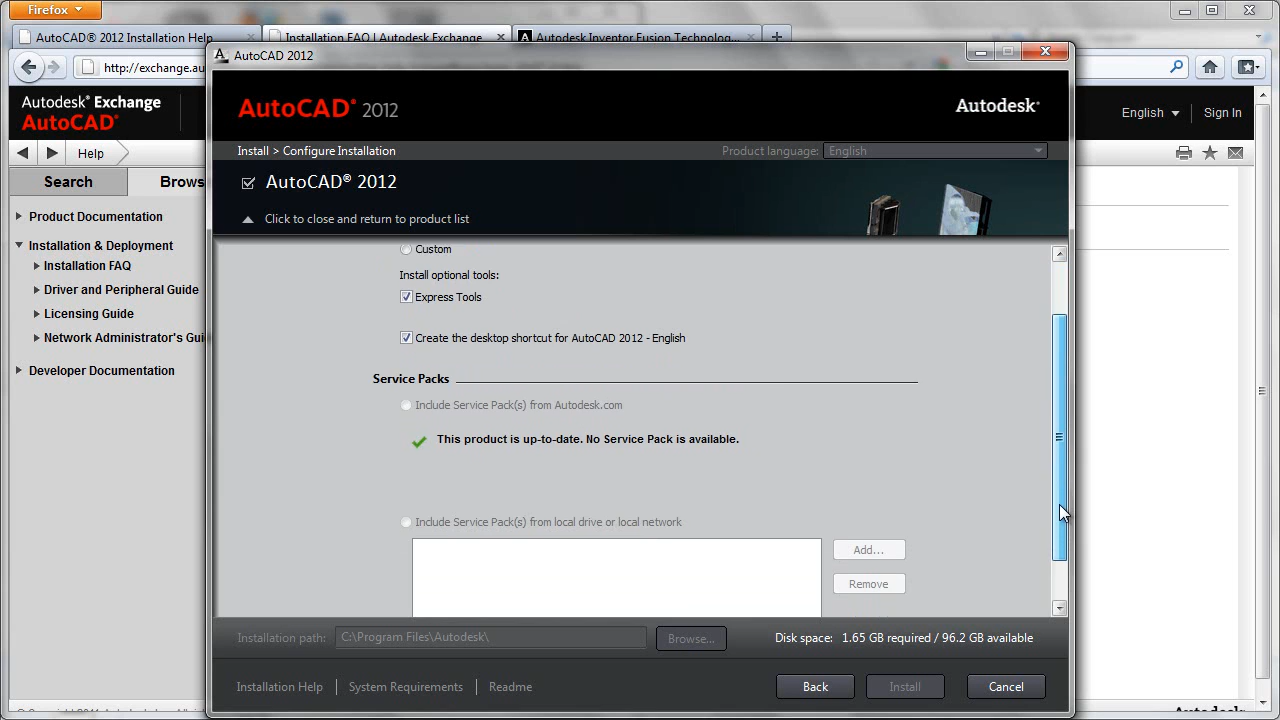 Firefox
AutoCAD® 2012 Installation Help
Installation FAQ | Autodesk Exchange
Autodesk Inventor Fusion Technolog...
http://exchange.au
AutoCAD 2012
Autodesk® Exchange
AutoCAD®
English
Sign In
Help
Search
Brows
Product Documentation
Installation & Deployment
Installation FAQ
Driver and Peripheral Guide
Licensing Guide
Network Administrator's Gui
Developer Documentation
AutoCAD® 2012
Autodesk®
Install > Configure Installation
Product language:
English
AutoCAD® 2012
Click to close and return to product list
Custom
Install optional tools:
Express Tools
Create the desktop shortcut for AutoCAD 2012 - English
Service Packs
Include Service Pack(s) from Autodesk.com
This product is up-to-date. No Service Pack is available.
Include Service Pack(s) from local drive or local network
Add...
Remove
Installation path:
C:\Program Files\Autodesk\
Browse...
Disk space: 1.65 GB required / 96.2 GB available
Installation Help
System Requirements
Readme
Back
Install
Cancel